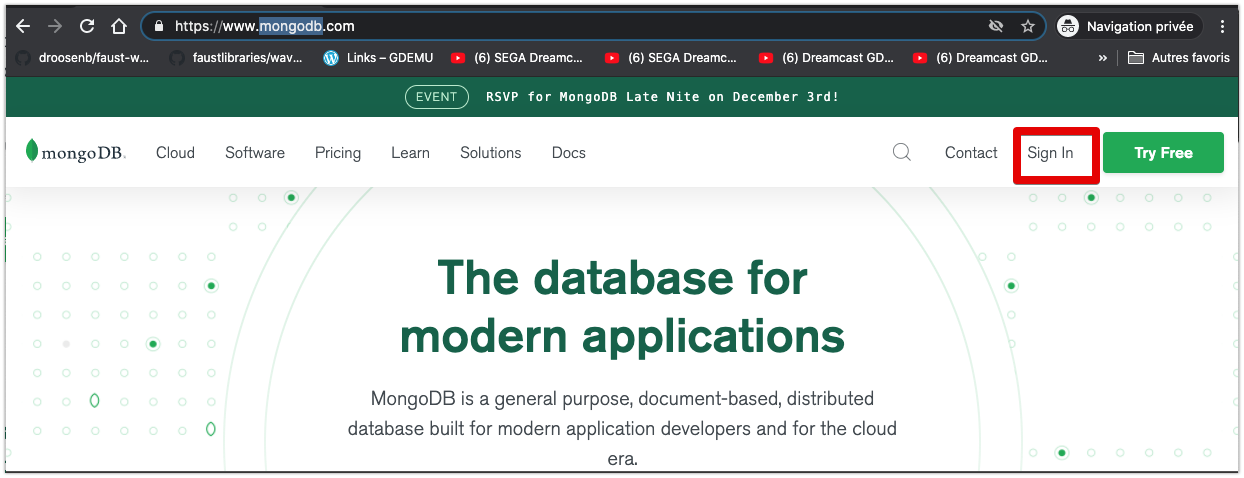 https://www.mongodb.com
Navigation privée
droosenb/faust-w...
faustlibraries/wav...
Links – GDEMU
(6) SEGA Dreamc...
(6) SEGA Dreamc...
(6) Dreamcast GD...
(6) Dreamcast GD...
»
Autres favoris
EVENT
RSVP for MongoDB Late Nite on December 3rd!
mongoDB.
Cloud
Software
Pricing
Learn
Solutions
Docs
Contact
Sign In
Try Free
The database for
modern applications
MongoDB is a general purpose, document-based, distributed
database built for modern application developers and for the cloud
era.